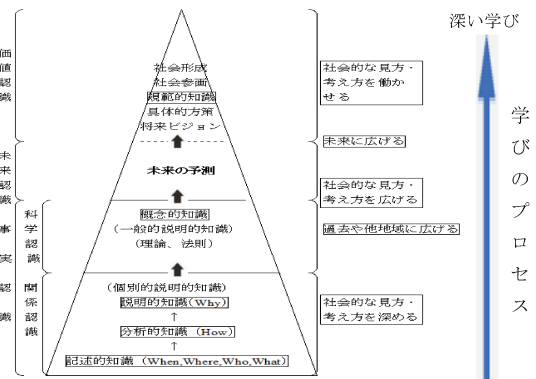 深い学び
学びのプロセス
価値認識
未来認識
事実認識
科学認識
関係認識
社会形成
社会参画
規範的知識
具体的方策
将来ビジョン
未来の予測
概念的知識
(一般的説明的知識)
(理論、法則)
(個別的説明的知識)
説明的知識(Why)
↑
分析的知識(How)
↑
記述的知識(When,Where,Who,What)
社会的な見方・
考え方を働か
せる
未来に広げる
社会的な見方・
考え方を広げる
過去や他地域に広げる
社会的な見方・
考え方を深める